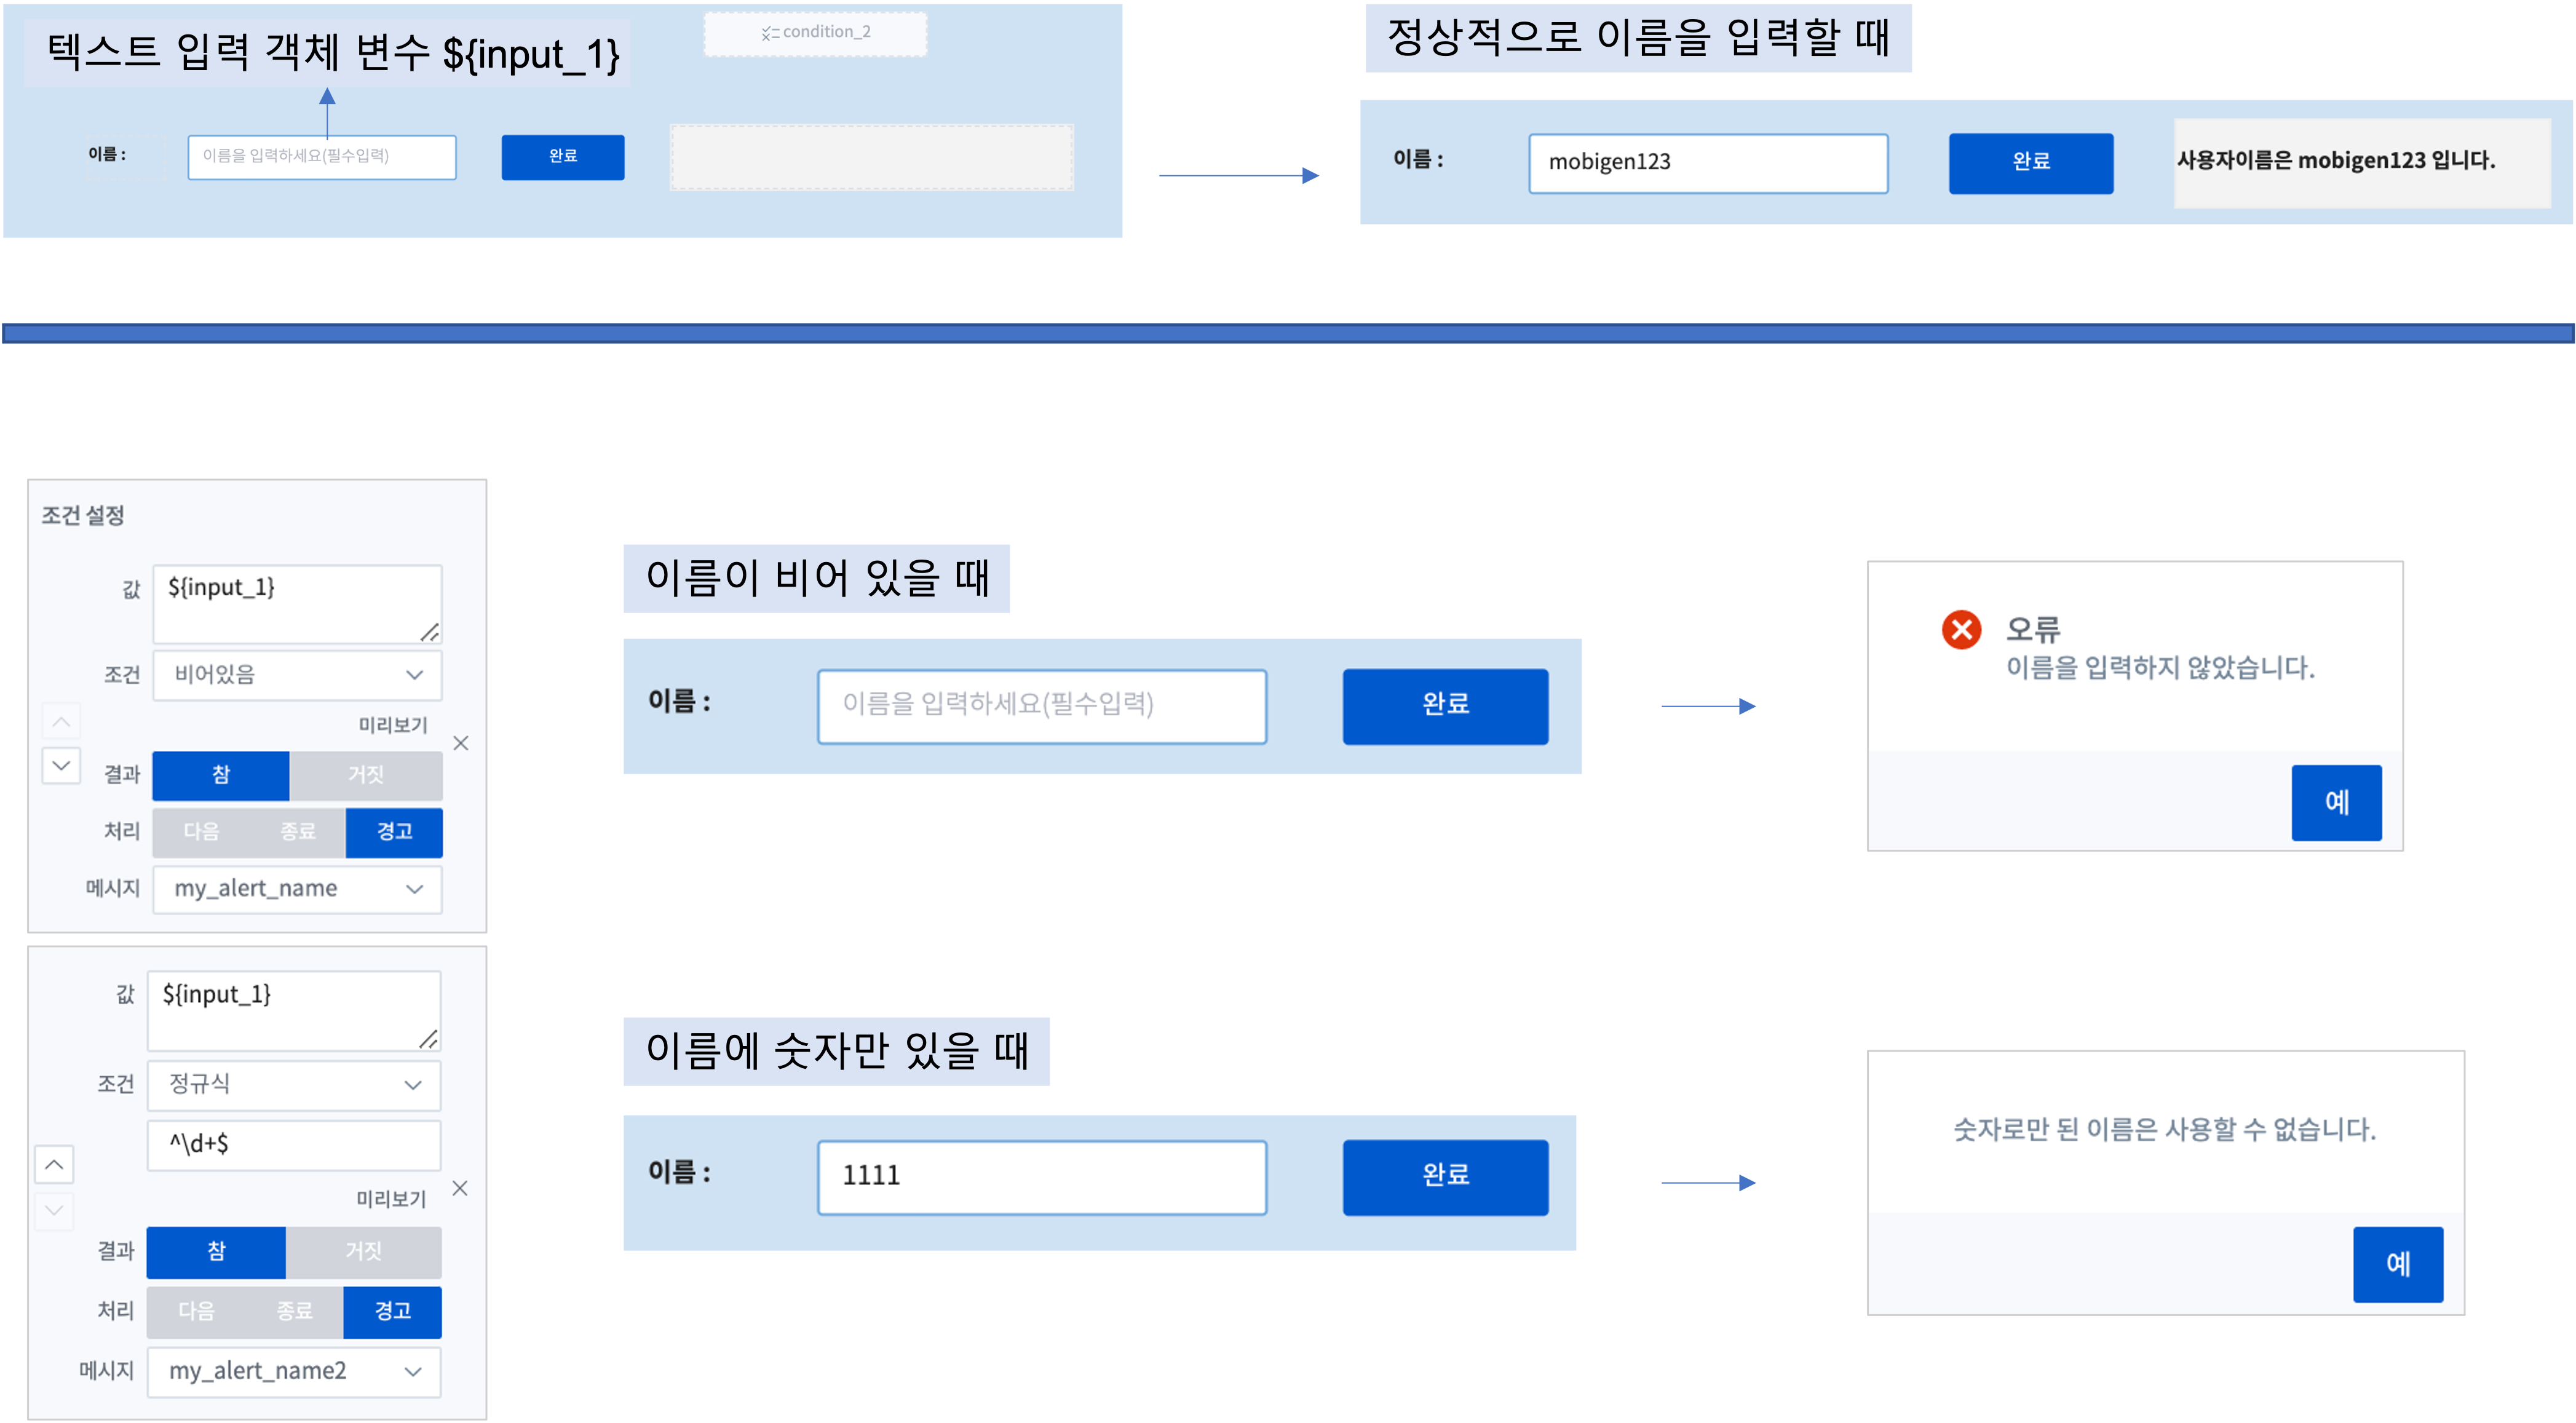 텍스트 입력 객체 변수 ${input_1}
condition_2
이름 :
이름을 입력하세요(필수입력)
완료
정상적으로 이름을 입력할 때
이름 :
mobigen123
완료
사용자이름은 mobigen123 입니다.
조건 설정
값
${input_1}
조건
비어있음
미리보기
결과
참
거짓
처리
다음
종료
경고
메시지
my_alert_name
이름이 비어 있을 때
이름 :
이름을 입력하세요(필수입력)
완료
오류
이름을 입력하지 않았습니다.
예
값
${input_1}
조건
정규식
^\d+$
미리보기
결과
참
거짓
처리
다음
종료
경고
메시지
my_alert_name2
이름에 숫자만 있을 때
이름 :
1111
완료
숫자로만 된 이름은 사용할 수 없습니다.
예